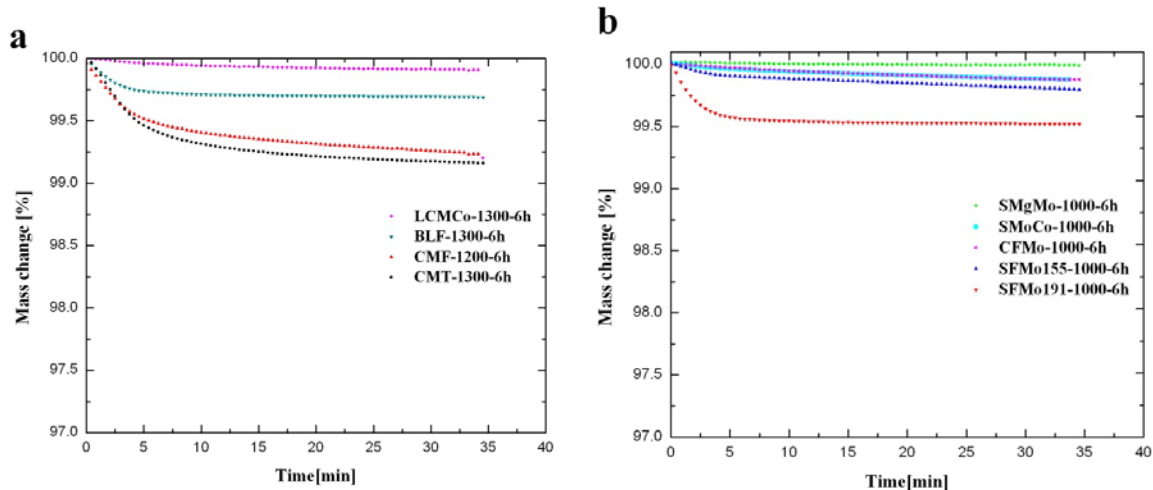 a
100.0
99.5
99.0
98.5
98.0
97.5
97.0
0
5
10
15
20
25
30
35
40
Mass change [%]
Time[min]
LCMCo-1300-6h
BLF-1300-6h
CMF-1200-6h
CMT-1300-6h
b
100.0
99.5
99.0
98.5
98.0
97.5
97.0
0
5
10
15
20
25
30
35
40
Mass change [%]
Time[min]
SMgMo-1000-6h
SMoCo-1000-6h
CFMo-1000-6h
SFMo155-1000-6h
SFMo191-1000-6h